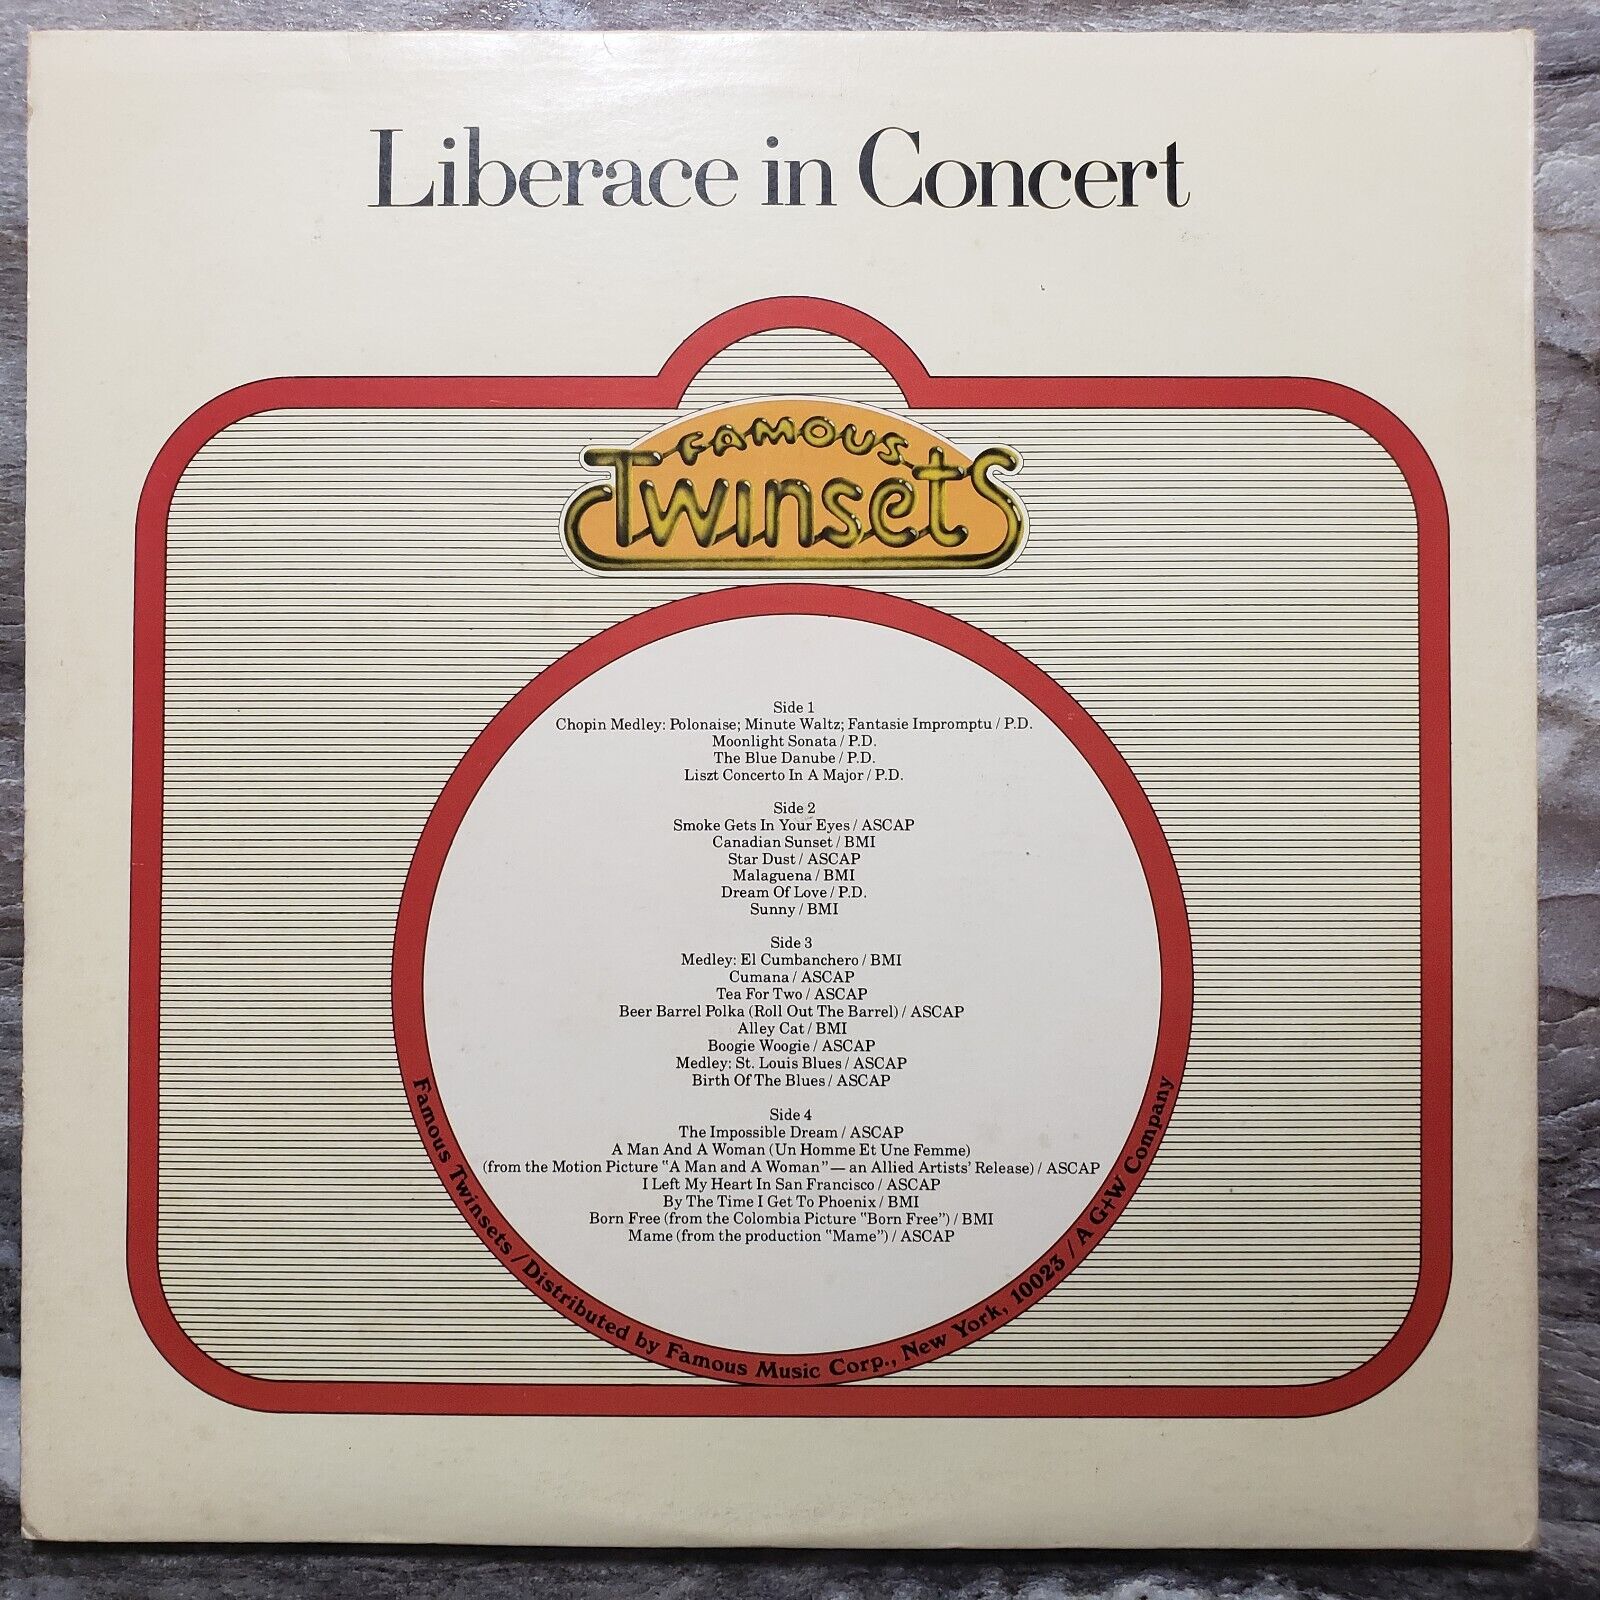 Liberace in Concert
FAMOUS
Twinsets
Side 1
Chopin Medley: Polonaise; Minute Waltz; Fantasie Impromptu / P.D.
Moonlight Sonata / P.D.
The Blue Danube / P.D.
Liszt Concerto In A Major / P.D.
Side 2
Smoke Gets In Your Eyes / ASCAP
Canadian Sunset / BMI
Star Dust / ASCAP
Malaguena / BMI
Dream Of Love / P.D.
Sunny / BMI
Side 3
Medley: El Cumbanchero / BMI
Cumana / ASCAP
Tea For Two / ASCAP
Beer Barrel Polka (Roll Out The Barrel) / ASCAP
Alley Cat / BMI
Boogie Woogie / ASCAP
Medley: St. Louis Blues / ASCAP
Birth Of The Blues / ASCAP
Side 4
The Impossible Dream / ASCAP
A Man And A Woman (Un Homme Et Une Femme)
(from the Motion Picture "A Man and A Woman" — an Allied Artists' Release) / ASCAP
I Left My Heart In San Francisco / ASCAP
By The Time I Get To Phoenix / BMI
Born Free (from the Colombia Picture "Born Free") / BMI
Mame (from the production "Mame") / ASCAP
Famous Twinsets / Distributed by Famous Music Corp., New York, 10023 / A G+W Company